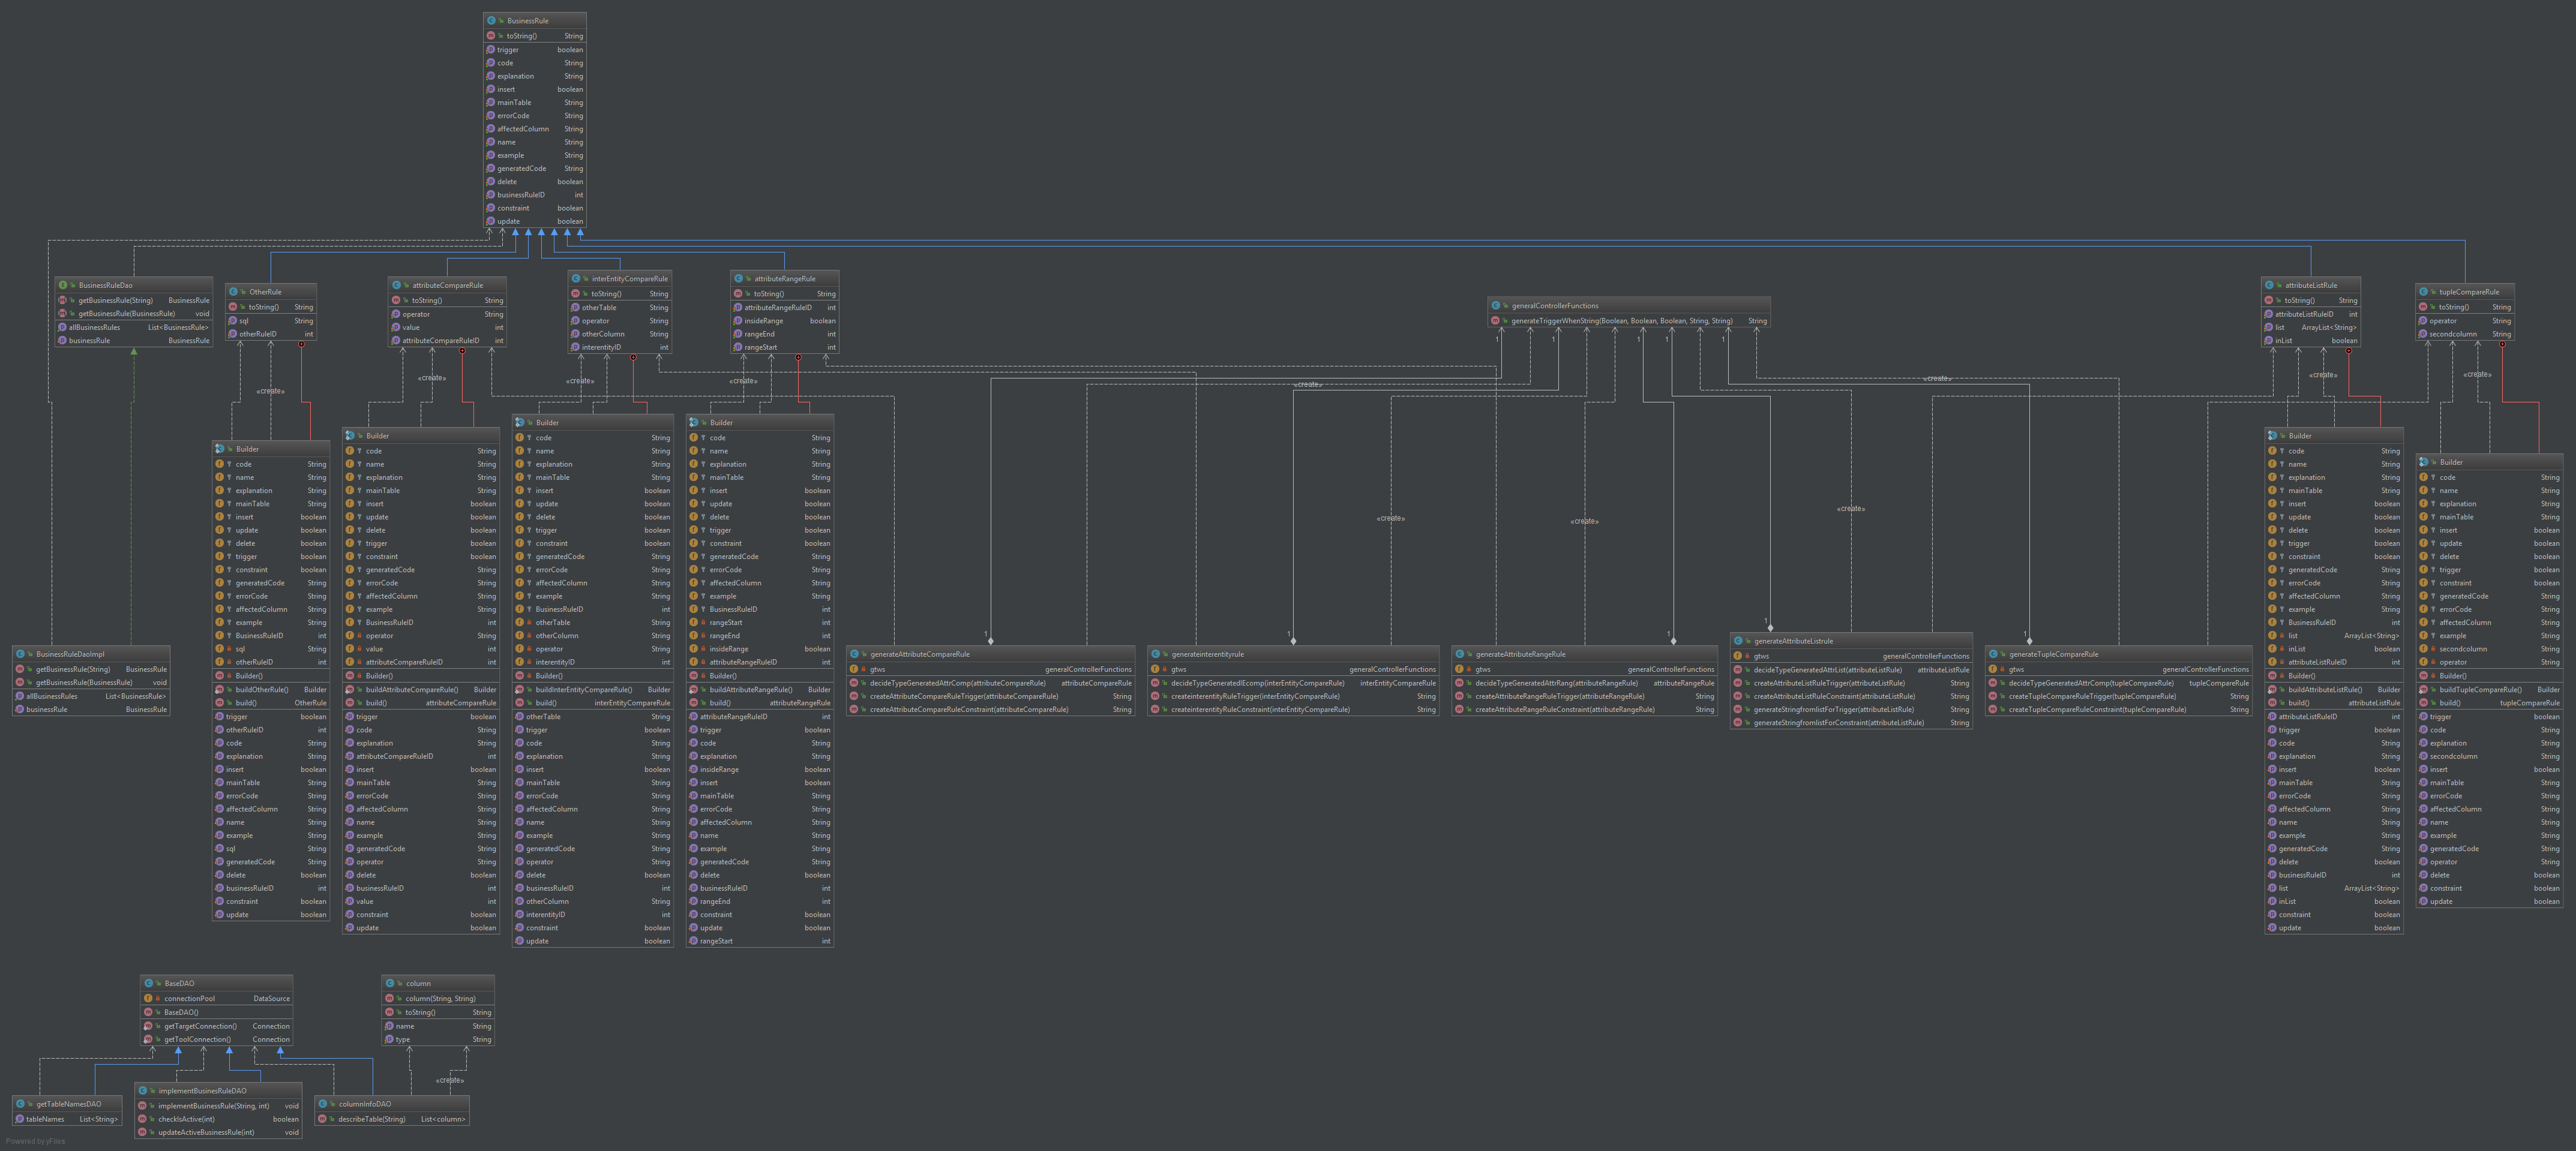 BusinessRule
toString() String
trigger boolean
code String
explanation String
insert boolean
mainTable String
errorCode String
affectedColumn String
name String
example String
generatedCode String
delete boolean
businessRuleID int
constraint boolean
update boolean
BusinessRuleDao
getBusinessRule(String) BusinessRule
getBusinessRule(BusinessRule) void
allBusinessRules List<BusinessRule>
businessRule BusinessRule
OtherRule
toString() String
sql String
otherRuleID int
attributeCompareRule
toString() String
operator String
value int
attributeCompareRuleID int
interEntityCompareRule
toString() String
otherTable String
operator String
otherColumn String
interentityID int
attributeRangeRule
toString() String
attributeRangeRuleID int
insideRange boolean
rangeEnd int
rangeStart int
generalControllerFunctions
generateTriggerWhenString(Boolean, Boolean, Boolean, String, String) String
attributeListRule
toString() String
attributeListRuleID int
list ArrayList<String>
inList boolean
tupleCompareRule
toString() String
operator String
secondcolumn String
1
1
1
1
1
«create»
«create»
«create»
«create»
«create»
«create»
«create»
«create»
«create»
«create»
«create»
Builder
code String
name String
explanation String
mainTable String
insert boolean
update boolean
delete boolean
trigger boolean
constraint boolean
generatedCode String
errorCode String
affectedColumn String
example String
BusinessRuleID int
sql String
otherRuleID int
Builder()
buildOtherRule() Builder
build() OtherRule
trigger boolean
otherRuleID int
code String
explanation String
insert boolean
mainTable String
errorCode String
affectedColumn String
name String
example String
sql String
generatedCode String
delete boolean
businessRuleID int
constraint boolean
update boolean
Builder
code String
name String
explanation String
mainTable String
insert boolean
update boolean
delete boolean
trigger boolean
constraint boolean
generatedCode String
errorCode String
affectedColumn String
example String
BusinessRuleID int
operator String
value int
attributeCompareRuleID int
Builder()
buildAttributeCompareRule() Builder
build() attributeCompareRule
trigger boolean
code String
explanation String
attributeCompareRuleID int
insert boolean
mainTable String
errorCode String
affectedColumn String
name String
example String
generatedCode String
operator String
delete boolean
businessRuleID int
value int
constraint boolean
update boolean
Builder
code String
name String
explanation String
mainTable String
insert boolean
update boolean
delete boolean
trigger boolean
constraint boolean
generatedCode String
errorCode String
affectedColumn String
example String
BusinessRuleID int
otherTable String
otherColumn String
operator String
interentityID int
Builder()
buildInterEntityCompareRule() Builder
build() interEntityCompareRule
otherTable String
trigger boolean
code String
explanation String
insert boolean
mainTable String
errorCode String
affectedColumn String
name String
example String
generatedCode String
operator String
delete boolean
businessRuleID int
otherColumn String
interentityID int
constraint boolean
update boolean
Builder
code String
name String
explanation String
mainTable String
insert boolean
update boolean
delete boolean
trigger boolean
constraint boolean
generatedCode String
errorCode String
affectedColumn String
example String
BusinessRuleID int
rangeStart int
rangeEnd int
insideRange boolean
attributeRangeRuleID int
Builder()
buildAttributeRangeRule() Builder
build() attributeRangeRule
attributeRangeRuleID int
trigger boolean
code String
explanation String
insideRange boolean
insert boolean
mainTable String
errorCode String
affectedColumn String
name String
example String
generatedCode String
delete boolean
businessRuleID int
rangeEnd int
constraint boolean
update boolean
rangeStart int
Builder
code String
name String
explanation String
mainTable String
insert boolean
update boolean
delete boolean
trigger boolean
constraint boolean
generatedCode String
errorCode String
affectedColumn String
example String
BusinessRuleID int
list ArrayList<String>
inList boolean
attributeListRuleID int
Builder()
buildAttributeListRule() Builder
build() attributeListRule
attributeListRuleID int
trigger boolean
code String
explanation String
insert boolean
mainTable String
errorCode String
affectedColumn String
name String
example String
generatedCode String
delete boolean
businessRuleID int
list ArrayList<String>
inList boolean
constraint boolean
update boolean
Builder
code String
name String
explanation String
mainTable String
insert boolean
update boolean
delete boolean
trigger boolean
constraint boolean
generatedCode String
errorCode String
affectedColumn String
example String
secondcolumn String
operator String
Builder()
buildTupleCompareRule() Builder
build() tupleCompareRule
trigger boolean
code String
explanation String
secondcolumn String
insert boolean
mainTable String
errorCode String
affectedColumn String
name String
example String
generatedCode String
operator String
delete boolean
constraint boolean
update boolean
BusinessRuleDaoImpl
getBusinessRule(String) BusinessRule
getBusinessRule(BusinessRule) void
allBusinessRules List<BusinessRule>
businessRule BusinessRule
1
1
1
1
1
generateAttributeCompareRule
gtws generalControllerFunctions
decideTypeGeneratedAttrComp(attributeCompareRule) attributeCompareRule
createAttributeCompareRuleTrigger(attributeCompareRule) String
createAttributeCompareRuleConstraint(attributeCompareRule) String
generateinterentityrule
gtws generalControllerFunctions
decideTypeGeneratedIEcomp(interEntityCompareRule) interEntityCompareRule
createinterentityRuleTrigger(interEntityCompareRule) String
createinterentityRuleConstraint(interEntityCompareRule) String
generateAttributeRangeRule
gtws generalControllerFunctions
decideTypeGeneratedAttrRang(attributeRangeRule) attributeRangeRule
createAttributeRangeRuleTrigger(attributeRangeRule) String
createAttributeRangeRuleConstraint(attributeRangeRule) String
generateAttributeListrule
gtws generalControllerFunctions
decideTypeGeneratedAttrList(attributeListRule) attributeListRule
createAttributeListRuleTrigger(attributeListRule) String
createAttributeListRuleConstraint(attributeListRule) String
generateStringfromlistForTrigger(attributeListRule) String
generateStringfromlistForConstraint(attributeListRule) String
generateTupleCompareRule
gtws generalControllerFunctions
decideTypeGeneratedAttrComp(tupleCompareRule) tupleCompareRule
createTupleCompareRuleTrigger(tupleCompareRule) String
createTupleCompareRuleConstraint(tupleCompareRule) String
BaseDAO
connectionPool DataSource
BaseDAO()
getTargetConnection() Connection
getToolConnection() Connection
column
column(String, String)
toString() String
name String
type String
«create»
getTableNamesDAO
tableNames List<String>
implementBusinesRuleDAO
implementBusinessRule(String, int) void
checkIsActive(int) boolean
updateActiveBusinessRule(int) void
columnInfoDAO
describeTable(String) List<column>
Powered by yFiles